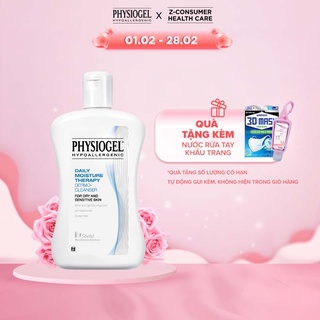 PHYSIOGEL
HYPOALLERGENIC
X
Z-CONSUMER
HEALTH CARE
01.02 - 28.02
PHYSIOGEL
HYPOALLERGENIC
DAILY
MOISTURE
THERAPY
DERMO-
CLEANSER
FOR DRY AND
SENSITIVE SKIN
QUÀ
TẶNG KÈM
NƯỚC RỬA TAY
KHẨU TRANG
3D MASK
*QUÀ TẶNG SỐ LƯỢNG CÓ HẠN
TỰ ĐỘNG GỬI KÈM, KHÔNG HIỆN TRONG GIỎ HÀNG